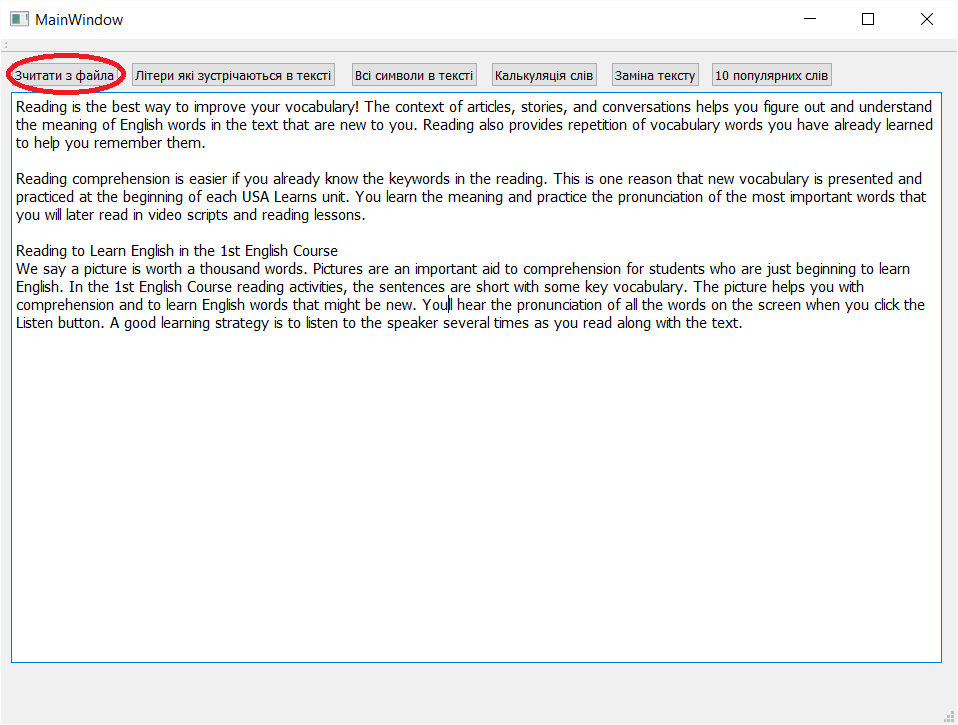 MainWindow
Зчитати з файла Літери які зустрічаються в тексті Всі символи в тексті Калькуляція слів Заміна тексту 10 популярних слів
Reading is the best way to improve your vocabulary! The context of articles, stories, and conversations helps you figure out and understand
the meaning of English words in the text that are new to you. Reading also provides repetition of vocabulary words you have already learned
to help you remember them.
Reading comprehension is easier if you already know the keywords in the reading. This is one reason that new vocabulary is presented and
practiced at the beginning of each USA Learns unit. You learn the meaning and practice the pronunciation of the most important words that
you will later read in video scripts and reading lessons.
Reading to Learn English in the 1st English Course
We say a picture is worth a thousand words. Pictures are an important aid to comprehension for students who are just beginning to learn
English. In the 1st English Course reading activities, the sentences are short with some key vocabulary. The picture helps you with
comprehension and to learn English words that might be new. Youll hear the pronunciation of all the words on the screen when you click the
Listen button. A good learning strategy is to listen to the speaker several times as you read along with the text.